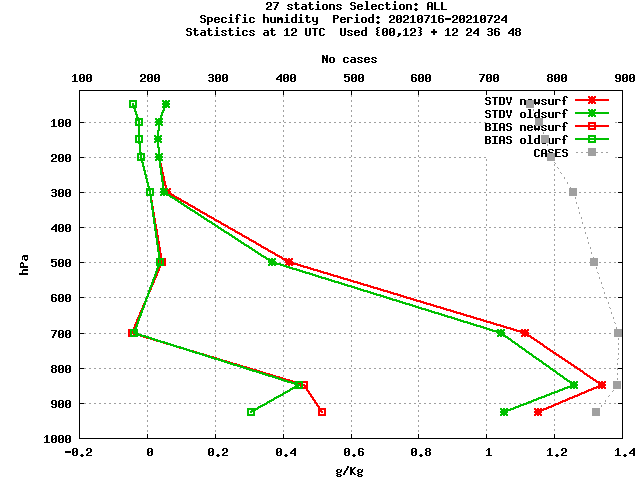 27 stations Selection: ALL
Specific humidity  Period: 20210716-20210724
Statistics at 12 UTC  Used {00,12} + 12 24 36 48
No cases
100 200 300 400 500 600 700 800 900
STDV newsurf
STDV oldsurf
BIAS newsurf
BIAS oldsurf
CASES
100
200
300
400
500
600
700
800
900
1000
hPa
-0.2 0 0.2 0.4 0.6 0.8 1 1.2 1.4
g/Kg